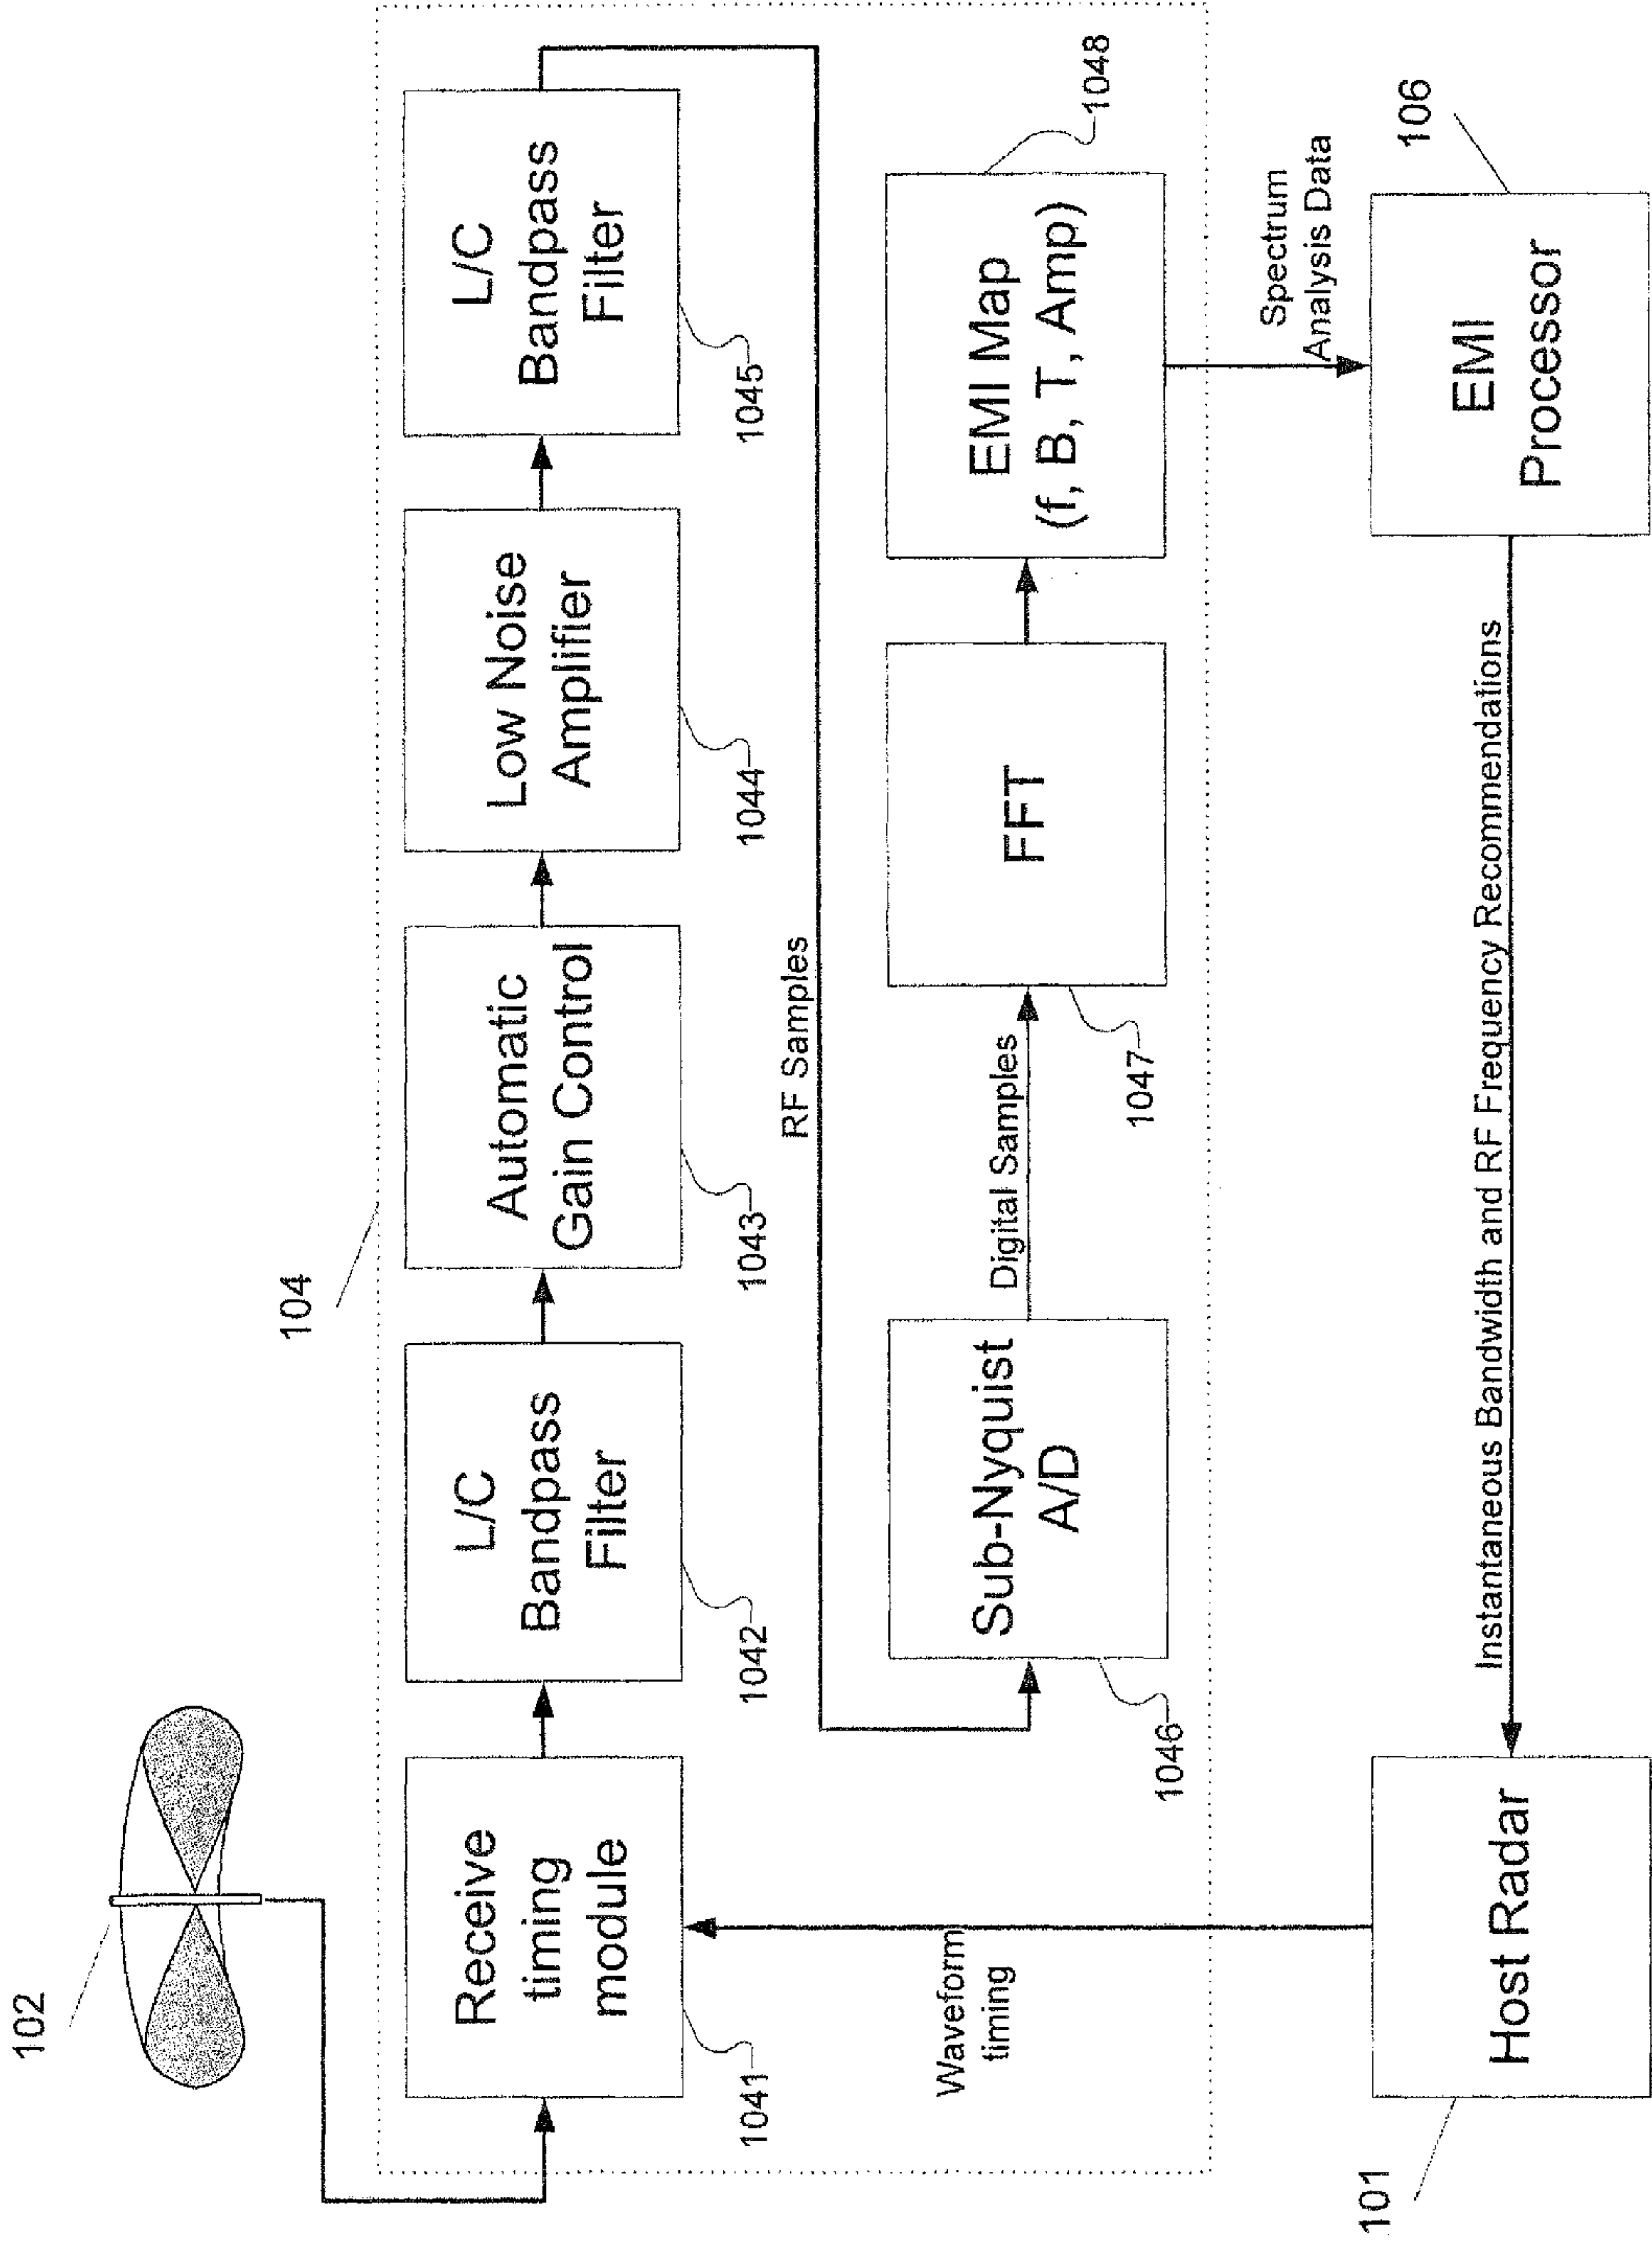 102
104
Receive
timing
module
1041
L/C
Bandpass
Filter
1042
Automatic
Gain Control
1043
Low Noise
Amplifier
1044
L/C
Bandpass
Filter
1045
RF Samples
Waveform
timing
Sub-Nyquist
A/D
1046
Digital Samples
FFT
1047
EMI Map
(f, B, T, Amp)
1048
Spectrum
Analysis Data
Host Radar
101
Instantaneous Bandwidth and RF Frequency Recommendations
EMI
Processor
106